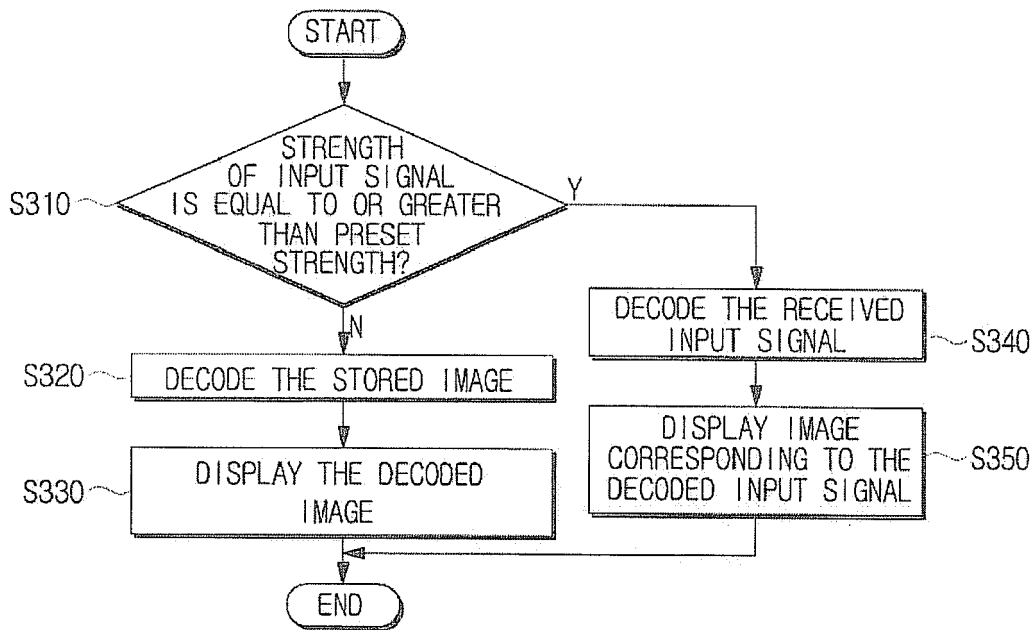 START
STRENGTH
OF INPUT SIGNAL
IS EQUAL TO OR GREATER
THAN PRESET
STRENGTH?
S310
Y
N
DECODE THE RECEIVED
INPUT SIGNAL
S340
S320
DECODE THE STORED IMAGE
DISPLAY IMAGE
CORRESPONDING TO THE
DECODED INPUT SIGNAL
S350
S330
DISPLAY THE DECODED
IMAGE
END